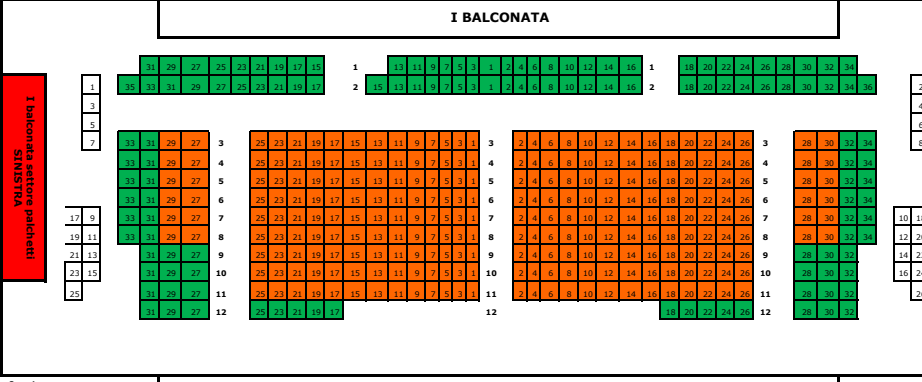 I BALCONATA
31 29 27 25 23 21 19 17 15 1 13 11 9 7 5 3 1 2 4 6 8 10 12 14 16 1 18 20 22 24 26 28 30 32 34
1 35 33 31 29 27 25 23 21 19 17 2 15 13 11 9 7 5 3 1 2 4 6 8 10 12 14 16 2 18 20 22 24 26 28 30 32 34 36
3
5
7 33 31 29 27 3 25 23 21 19 17 15 13 11 9 7 5 3 1 3 2 4 6 8 10 12 14 16 18 20 22 24 26 3 28 30 32 34
33 31 29 27 4 25 23 21 19 17 15 13 11 9 7 5 3 1 4 2 4 6 8 10 12 14 16 18 20 22 24 26 4 28 30 32 34
33 31 29 27 5 25 23 21 19 17 15 13 11 9 7 5 3 1 5 2 4 6 8 10 12 14 16 18 20 22 24 26 5 28 30 32 34
33 31 29 27 6 25 23 21 19 17 15 13 11 9 7 5 3 1 6 2 4 6 8 10 12 14 16 18 20 22 24 26 6 28 30 32 34
17 9 33 31 29 27 7 25 23 21 19 17 15 13 11 9 7 5 3 1 7 2 4 6 8 10 12 14 16 18 20 22 24 26 7 28 30 32 34 10
19 11 33 31 29 27 8 25 23 21 19 17 15 13 11 9 7 5 3 1 8 2 4 6 8 10 12 14 16 18 20 22 24 26 8 28 30 32 34 12
21 13 31 29 27 9 25 23 21 19 17 15 13 11 9 7 5 3 1 9 2 4 6 8 10 12 14 16 18 20 22 24 26 9 28 30 32 14
23 15 31 29 27 10 25 23 21 19 17 15 13 11 9 7 5 3 1 10 2 4 6 8 10 12 14 16 18 20 22 24 26 10 28 30 32 16
25 31 29 27 11 25 23 21 19 17 15 13 11 9 7 5 3 1 11 2 4 6 8 10 12 14 16 18 20 22 24 26 11 28 30 32
31 29 27 12 25 23 21 19 17 12 18 20 22 24 26 12 28 30 32
I balconata settore palchetti
SINISTRA